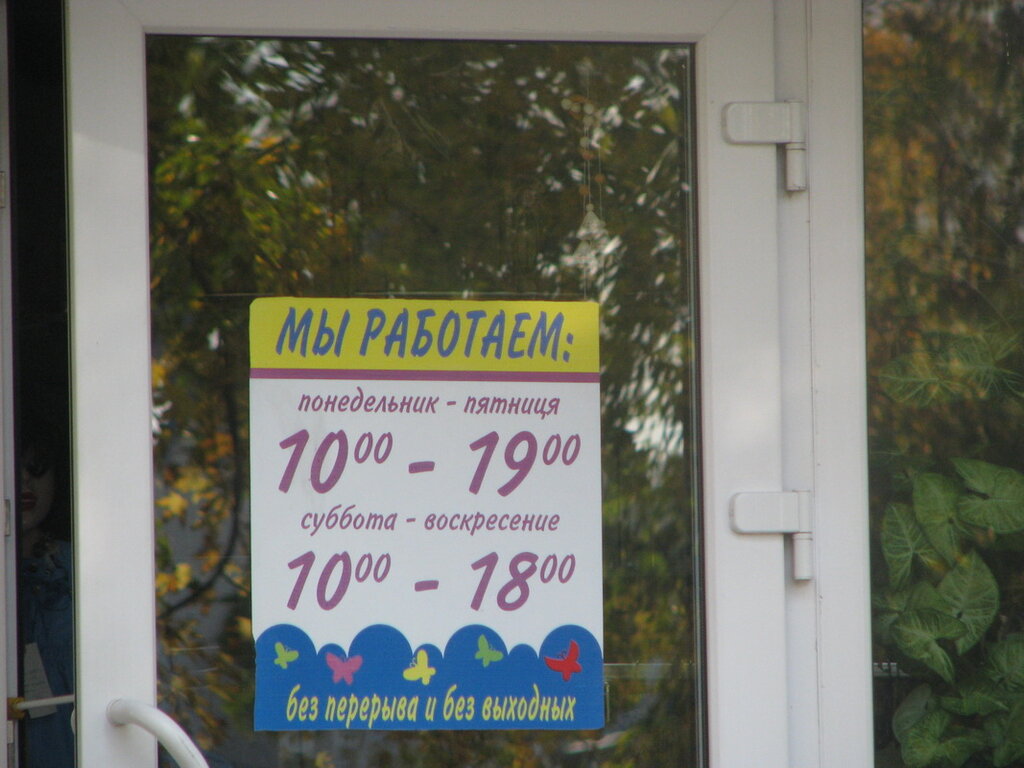 МЫ РАБОТАЕМ:
понедельник - пятница
10⁰⁰ - 19⁰⁰
суббота - воскресение
10⁰⁰ - 18⁰⁰
без перерыва и без выходных